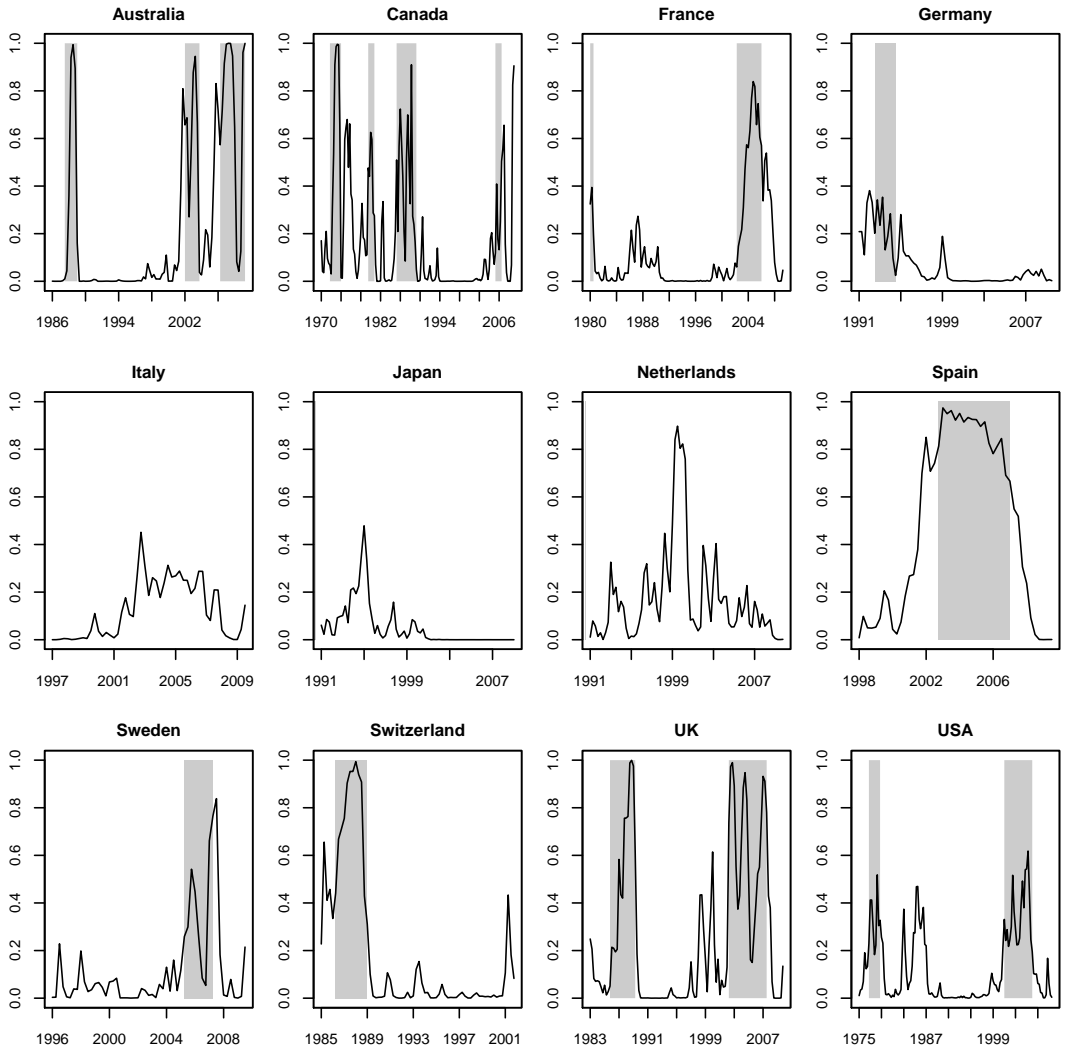 Australia Canada France Germany
0.0 0.2 0.4 0.6 0.8 1.0 0.0 0.2 0.4 0.6 0.8 1.0 0.0 0.2 0.4 0.6 0.8 1.0 0.0 0.2 0.4 0.6 0.8 1.0
1986 1994 2002 1970 1982 1994 2006 1980 1988 1996 2004 1991 1999 2007
Italy Japan Netherlands Spain
0.0 0.2 0.4 0.6 0.8 1.0 0.0 0.2 0.4 0.6 0.8 1.0 0.0 0.2 0.4 0.6 0.8 1.0 0.0 0.2 0.4 0.6 0.8 1.0
1997 2001 2005 2009 1991 1999 2007 1991 1999 2007 1998 2002 2006
Sweden Switzerland UK USA
0.0 0.2 0.4 0.6 0.8 1.0 0.0 0.2 0.4 0.6 0.8 1.0 0.0 0.2 0.4 0.6 0.8 1.0 0.0 0.2 0.4 0.6 0.8 1.0
1996 2000 2004 2008 1985 1989 1993 1997 2001 1983 1991 1999 2007 1975 1987 1999